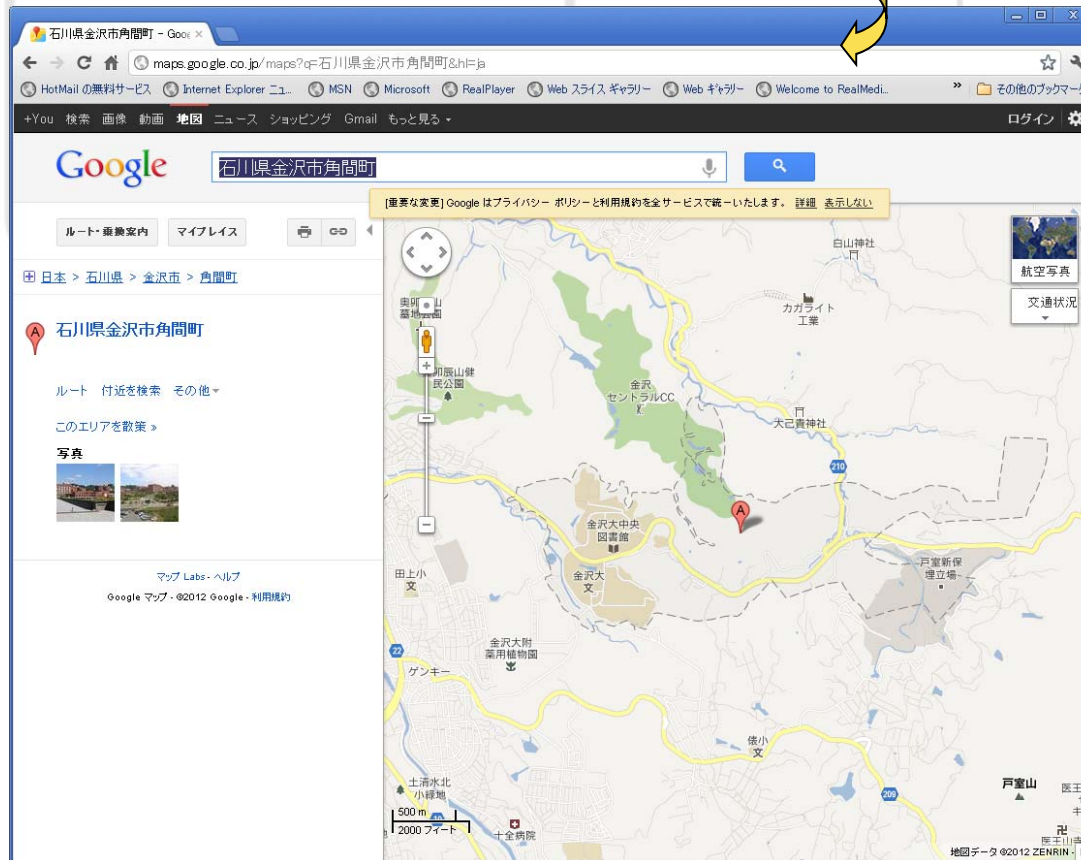 石川県金沢市角間町 - Goog
maps.google.co.jp/maps?q=石川県金沢市角間町&hl=ja
HotMail の無料サービス Internet Explorer ニュ... MSN Microsoft RealPlayer Web スライス ギャラリー Web ギャラリー Welcome to RealMedi... » その他のブックマーク
+You 検索 画像 動画 地図 ニュース ショッピング Gmail もっと見る ログイン
Google 石川県金沢市角間町
[重要な変更] Google はプライバシー ポリシーと利用規約を全サービスで統一いたします。 詳細 表示しない
ルート・乗換案内 マイプレイス
日本 > 石川県 > 金沢市 > 角間町
A 石川県金沢市角間町
ルート 付近を検索 その他
このエリアを散策 »
写真
マップ Labs - ヘルプ
Google マップ - ©2012 Google - 利用規約
白山神社
航空写真
交通状況
カガライト
工業
卯辰山健
民公園
金沢
セントラルCC
大己貴神社
210
A
金沢大中央
図書館
戸室新保
埋立場
田上小
文
金沢大
文
金沢大附
薬用植物園
22
ゲンキー
俵小
文
土清水北
小緑地
209
戸室山
500 m
2000 フィート
10
十全病院
医王山寺
地図データ ©2012 ZENRIN -